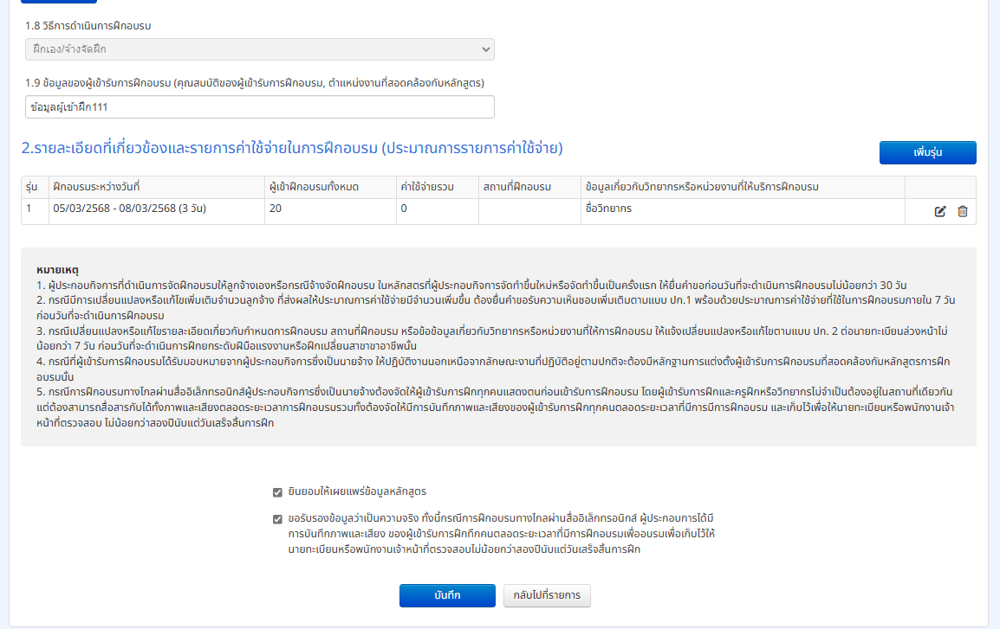 1.8 วิธีการดำเนินการฝึกอบรม
ฝึกเอง/จ้างจัดฝึก
1.9 ข้อมูลของผู้เข้ารับการฝึกอบรม (คุณสมบัติของผู้เข้ารับการฝึกอบรม, ตำแหน่งงานที่สอดคล้องกับหลักสูตร)
ข้อมูลผู้เข้าฝึก111
2.รายละเอียดที่เกี่ยวข้องและรายการค่าใช้จ่ายในการฝึกอบรม (ประมาณการรายการค่าใช้จ่าย)
เพิ่มรุ่น
รุ่น ฝึกอบรมระหว่างวันที่ ผู้เข้าฝึกอบรมทั้งหมด ค่าใช้จ่ายรวม สถานที่ฝึกอบรม ข้อมูลเกี่ยวกับวิทยากรหรือหน่วยงานที่ให้บริการฝึกอบรม
1 05/03/2568 - 08/03/2568 (3 วัน) 20 0 ชื่อวิทยากร
หมายเหตุ
1. ผู้ประกอบกิจการที่ดำเนินการจัดฝึกอบรมให้ลูกจ้างเองหรือกรณีจ้างจัดฝึกอบรบ ในหลักสูตรที่ผู้ประกอบกิจการจัดทำขึ้นใหม่หรือจัดทำขึ้นเป็นครั้งแรก ให้ยื่นคำขอก่อนวันที่จะดำเนินการฝึกอบรมไม่น้อยกว่า 30 วัน
2. กรณีมีการเปลี่ยนแปลงหรือแก้ไขเพิ่มเติมจำนวนลูกจ้าง ที่ส่งผลให้ประมาณการค่าใช้จ่ายมีจำนวนเพิ่มขึ้น ต้องยื่นคำขอรับความเห็นชอบเพิ่มเติมตามแบบ ปก.1 พร้อมด้วยประมาณการค่าใช้จ่ายที่ใช้ในการฝึกอบรมภายใน 7 วัน
ก่อนวันที่จะดำเนินการฝึกอบรม
3. กรณีเปลี่ยนแปลงหรือแก้ไขรายละเอียดเกี่ยวกับกำหนดการฝึกอบรม สถานที่ฝึกอบรม หรือข้อข้อมูลเกี่ยวกับวิทยากรหรือหน่วยงานที่ให้การฝึกอบรม ให้แจ้งเปลี่ยนแปลงหรือแก้ไขตามแบบ ปก. 2 ต่อนายทะเบียนล่วงหน้าไม่
น้อยกว่า 7 วัน ก่อนวันที่จะดำเนินการฝึกยกระดับฝีมือแรงงานหรือฝึกเปลี่ยนสาขาขาอาชีพนั้น
4. กรณีที่ผู้เข้ารับการฝึกอบรมได้รับมอบหมายจากผู้ประกอบกิจการซึ่งเป็นนายจ้าง ให้ปฏิบัติงานนอกเหนือจากลักษณะงานที่ปฏิบัติอยู่ตามปกติจะต้องมีหลักฐานการแต่งตั้งผู้เข้ารับการฝึกอบรมที่สอดคล้องกับหลักสูตรการฝึก
อบรมนั้น
5. กรณีการฝึกอบรมทางไกลผ่านสื่ออิเล็กทรอนิกส์ผู้ประกอบกิจการซึ่งเป็นนายจ้างต้องจัดให้ผู้เข้ารับการฝึกทุกคนแสดงตนก่อนเข้ารับการฝึกอบรม โดยผู้เข้ารับการฝึกและครูฝึกหรือวิทยากรไม่จำเป็นต้องอยู่ในสถานที่เดียวกัน
แต่ต้องสามารถสื่อสารกับได้ทั้งภาพและเสียงตลอดระยะเวลาการฝึกอบรมรวมทั้งต้องจัดให้มีการบันทึกภาพและเสียงของผู้เข้ารับการฝึกทุกคนตลอดระยะเวลาที่มีการมีการฝึกอบรม และเก็บไว้เพื่อให้นายทะเบียนหรือพนักงานเจ้า
หน้าที่ตรวจสอบ ไม่น้อยกว่าสองปีนับแต่วันเสร็จสิ้นการฝึก
ยินยอมให้เผยแพร่ข้อมูลหลักสูตร
ขอรับรองข้อมูลว่าเป็นความจริง ทั้งนี้กรณีการฝึกอบรมทางไกลผ่านสื่ออิเล็กทรอนิกส์ ผู้ประกอบการได้มี
การบันทึกภาพและเสียง ของผู้เข้ารับการฝึกทึกคนตลอดระยะเวลาที่มีการฝึกอบรมเพื่ออบรมเพื่อเก็บไว้ให้
นายทะเบียนหรือพนักงานเจ้าหน้าที่ตรวจสอบไม่น้อยกว่าสองปีนับแต่วันเสร็จสิ้นการฝึก
บันทึก กลับไปที่รายการ